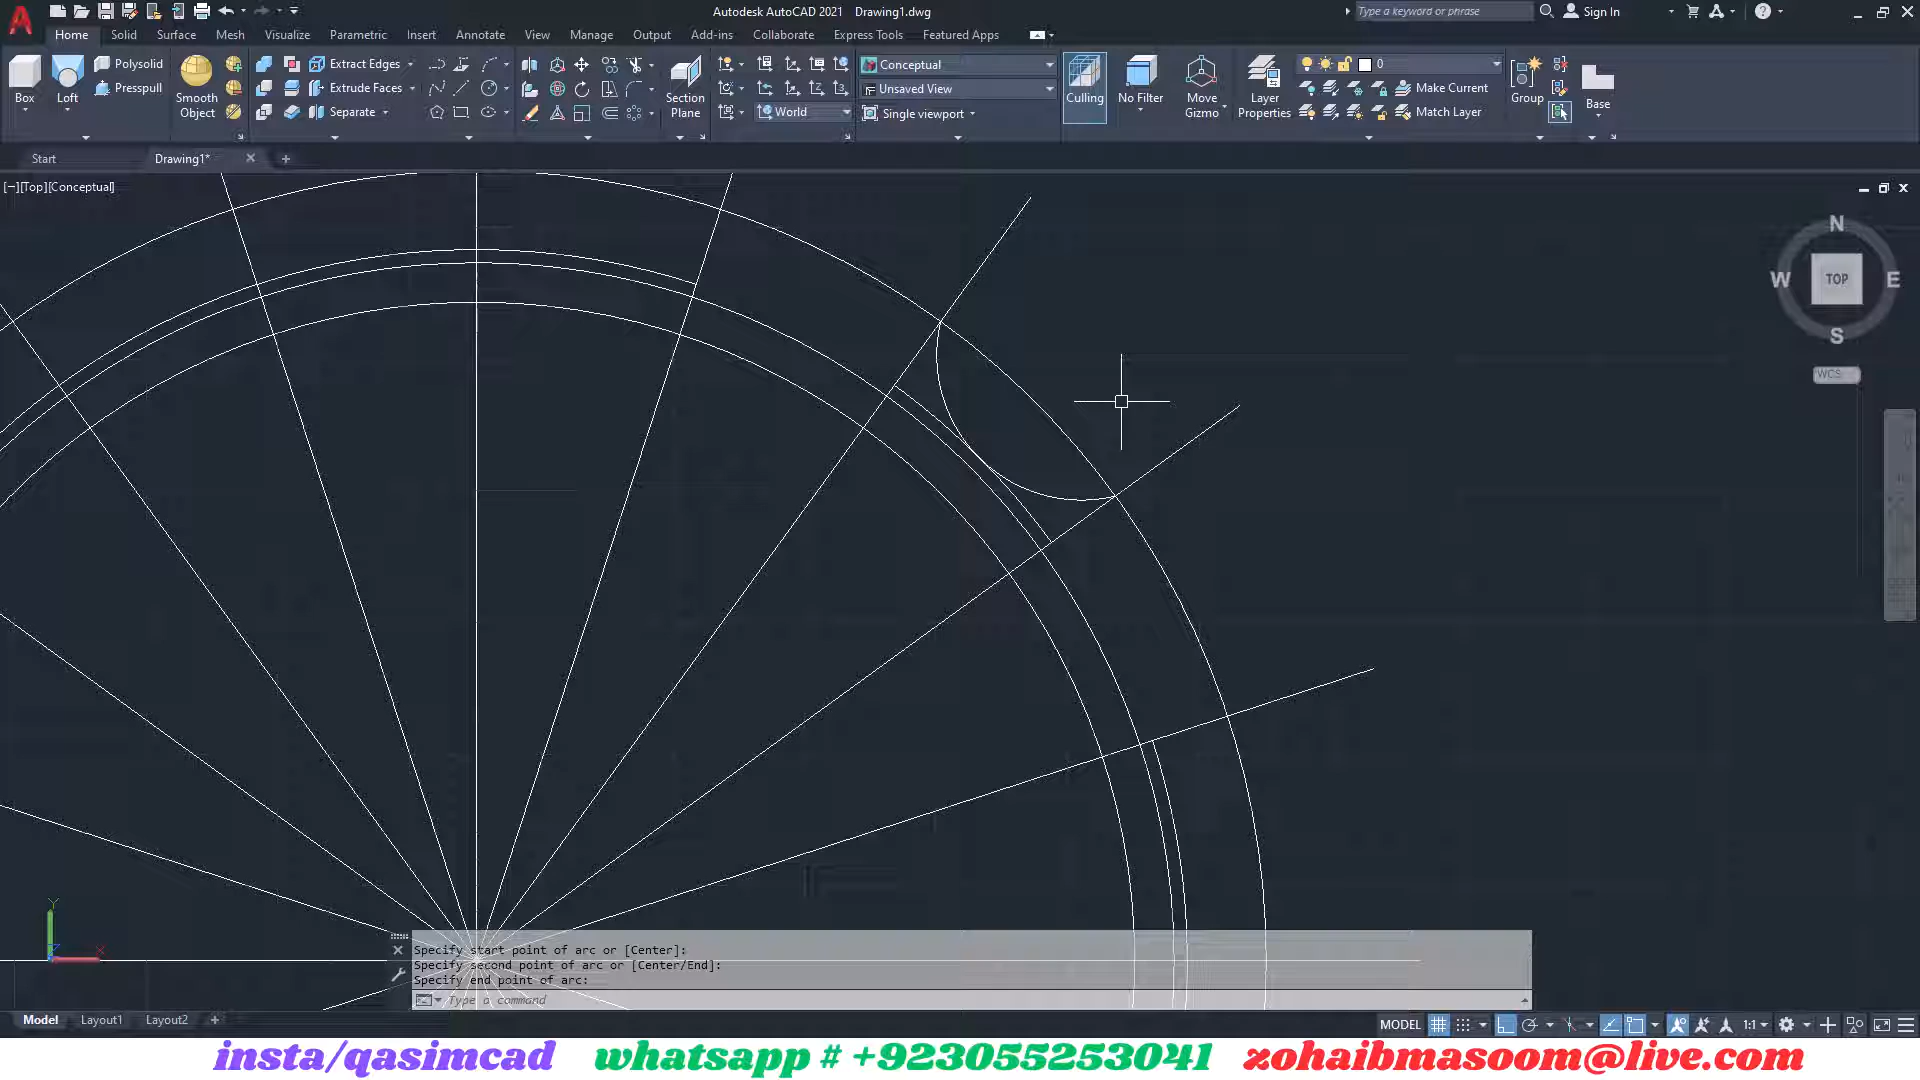 Autodesk AutoCAD 2021 Drawing1.dwg
Type a keyword or phrase
Sign In
Home Solid Surface Mesh Visualize Parametric Insert Annotate View Manage Output Add-ins Collaborate Express Tools Featured Apps
Box
Loft
Polysolid
Presspull
Smooth
Object
Extract Edges
Extrude Faces
Separate
Section
Plane
Conceptual
Unsaved View
World
Single viewport
Culling
No Filter
Move
Gizmo
Layer
Properties
0
Make Current
Match Layer
Group
Base
Start
Drawing1*
[−][Top][Conceptual]
N
W
TOP
E
S
WCS
Y
X
Z
Specify start point of arc or [Center]:
Specify second point of arc or [Center/End]:
Specify end point of arc:
Type a command
Model Layout1 Layout2
MODEL
1:1
insta/qasimcad whatsapp # +923055253041 zohaibmasoom@live.com